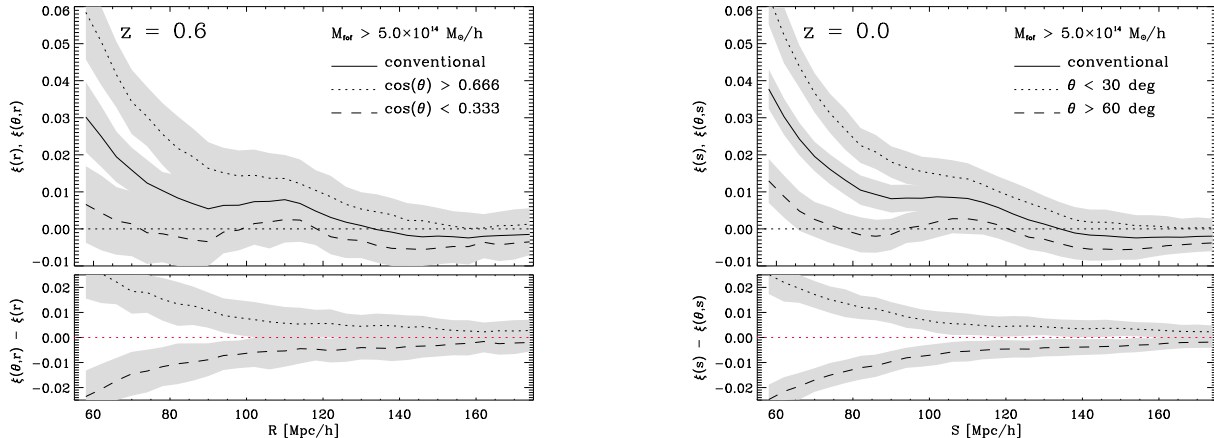 z = 0.6
M_fof > 5.0×10^14 M_⊙/h
conventional
cos(θ) > 0.666
cos(θ) < 0.333
ξ(r), ξ(θ,r)
0.06
0.05
0.04
0.03
0.02
0.01
0.00
-0.01
ξ(θ,r) − ξ(r)
0.02
0.01
0.00
-0.01
-0.02
60 80 100 120 140 160
R [Mpc/h]
z = 0.0
M_fof > 5.0×10^14 M_⊙/h
conventional
θ < 30 deg
θ > 60 deg
ξ(s), ξ(θ,s)
0.06
0.05
0.04
0.03
0.02
0.01
0.00
-0.01
ξ(s) − ξ(θ,s)
0.02
0.01
0.00
-0.01
-0.02
60 80 100 120 140 160
S [Mpc/h]